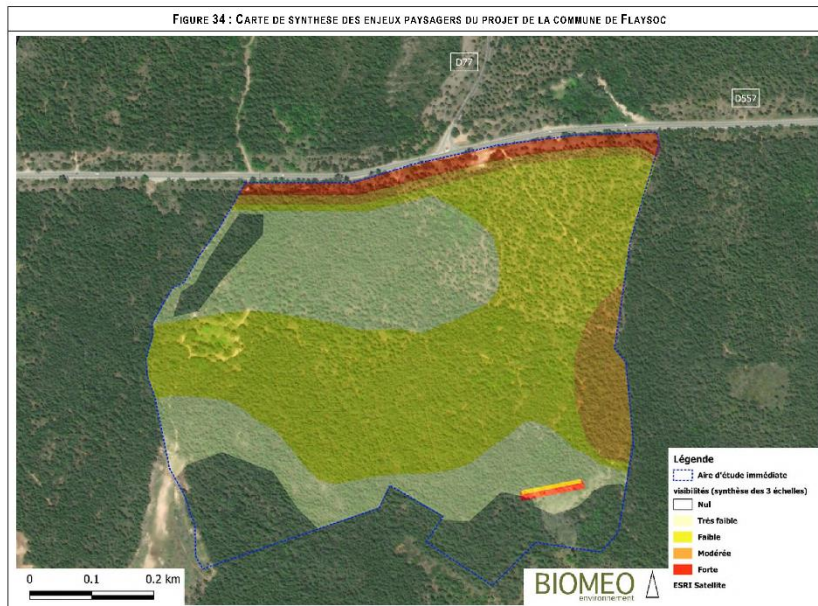 FIGURE 34 : CARTE DE SYNTHESE DES ENJEUX PAYSAGERS DU PROJET DE LA COMMUNE DE FLAYSOC
D77
D557
Légende
Aire d'étude immédiate
visibilités (synthèse des 3 échelles)
Nul
Très faible
Faible
Modérée
Forte
ESRI Satellite
0 0.1 0.2 km
BIOMEO
environnement